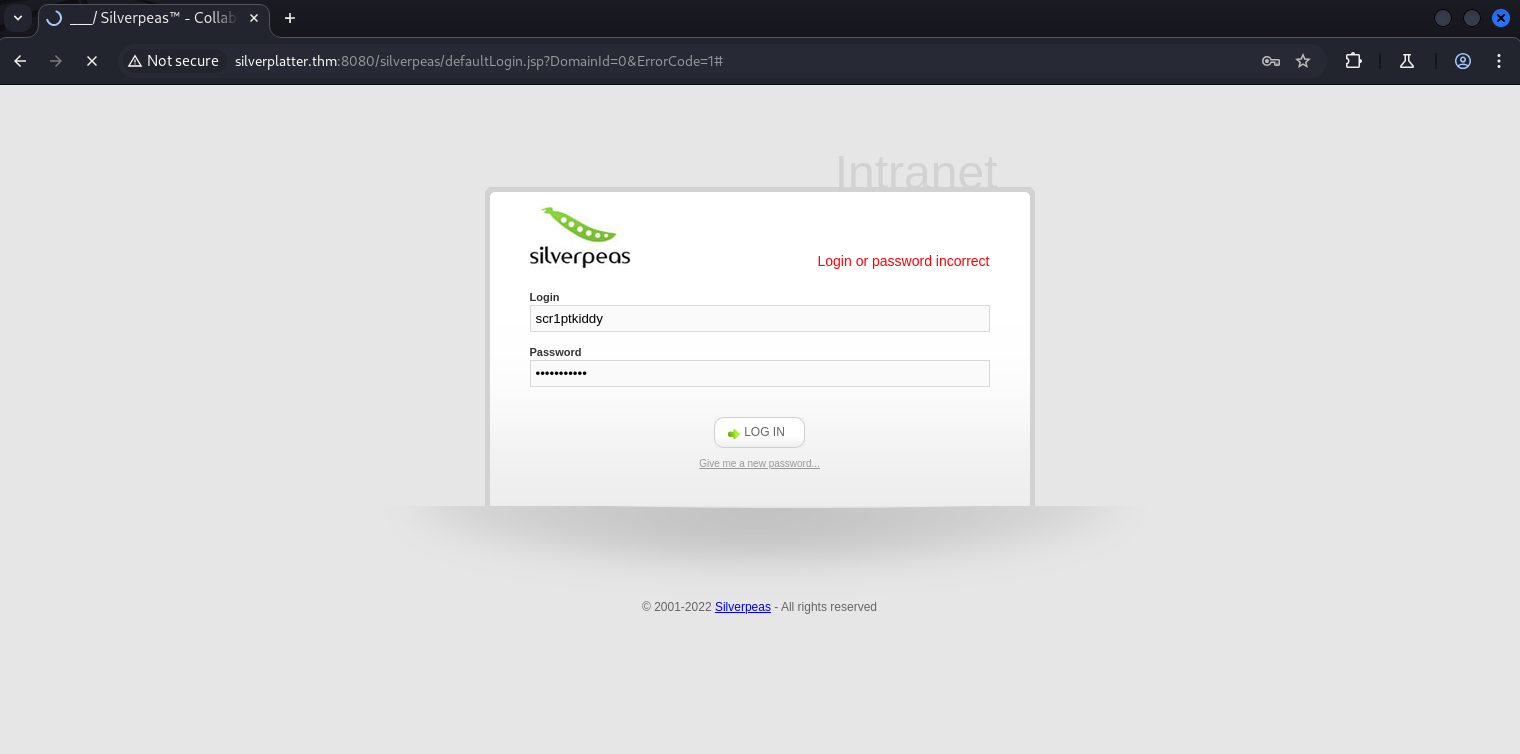 ___/ Silverpeas™ - Collab
Not secure
silverplatter.thm:8080/silverpeas/defaultLogin.jsp?DomainId=0&ErrorCode=1#
Intranet
silverpeas
Login or password incorrect
Login
scr1ptkiddy
Password
•••••••••••
LOG IN
Give me a new password...
© 2001-2022 Silverpeas - All rights reserved